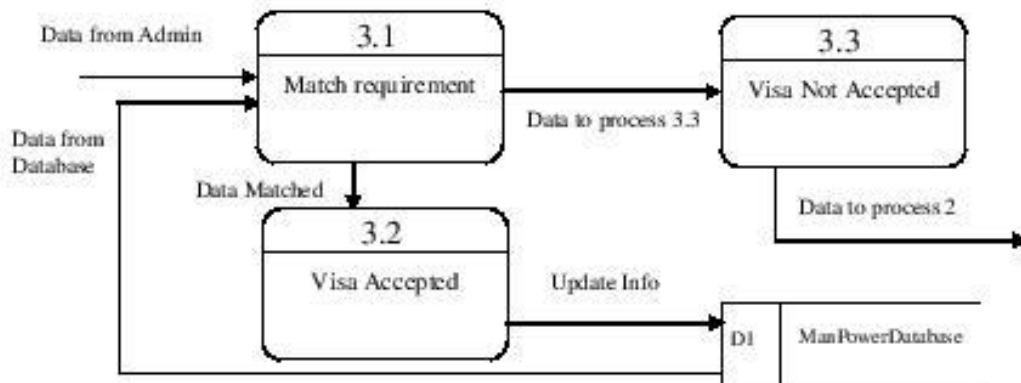 Data from Admin
3.1
Match requirement
3.3
Visa Not Accepted
Data to process 3.3
Data from
Database
Data Matched
Data to process 2
3.2
Visa Accepted
Update Info
D1
ManPowerDatabase